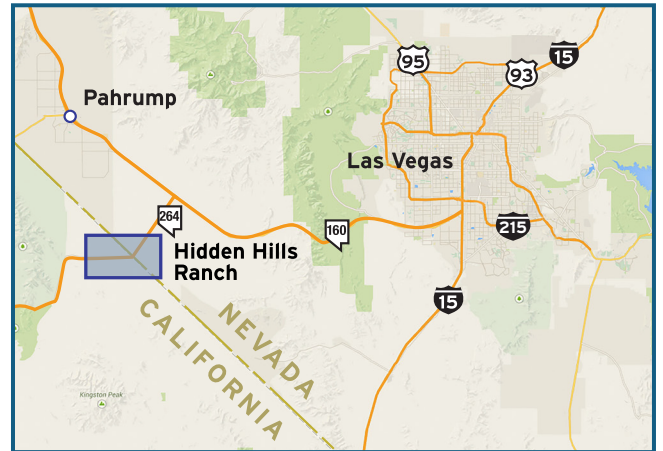 95
15
93
Pahrump
Las Vegas
264
160
215
Hidden Hills
Ranch
15
NEVADA
CALIFORNIA
Kingston Peak